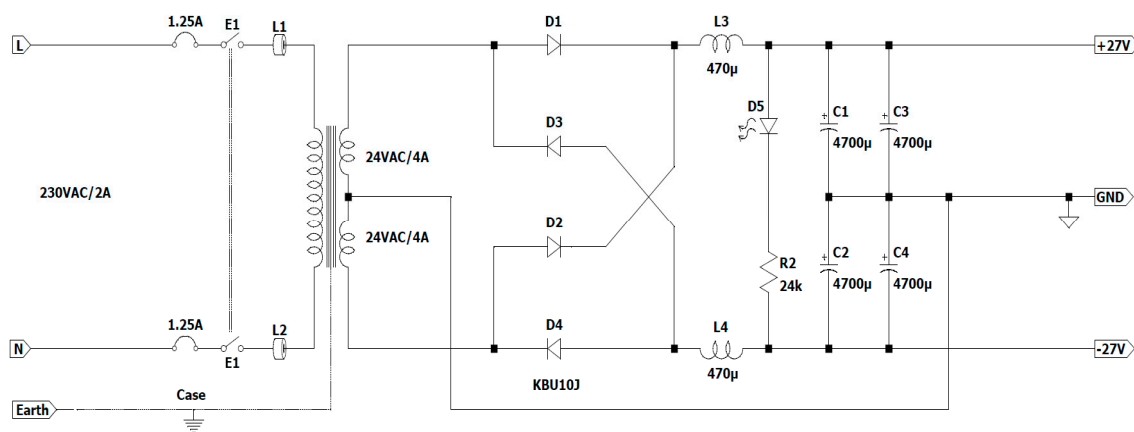 1.25A
E1
L1
D1
L3
L
+27V
470µ
D5
C1
C3
D3
4700µ
4700µ
24VAC/4A
230VAC/2A
GND
D2
24VAC/4A
R2
C2
C4
24k
4700µ
4700µ
1.25A
L2
D4
L4
N
-27V
E1
470µ
KBU10J
Case
Earth